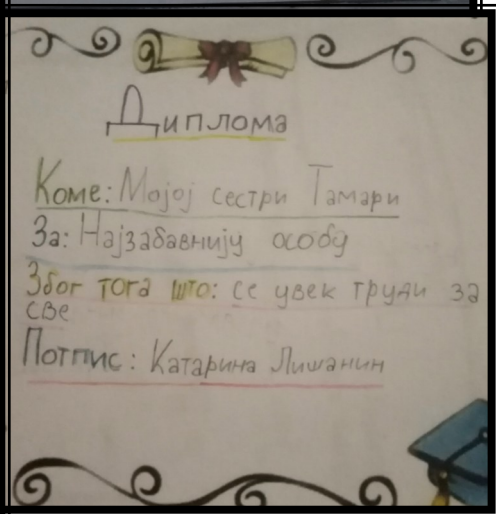 Диплома
Коме: Мојој сестри Тамари
За: Најзабавнију особу
Због тога што: се увек труди за
све
Потпис: Катарина Лишанин